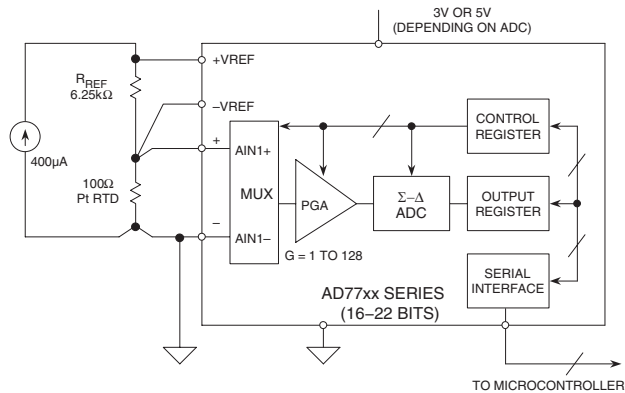 3V OR 5V
(DEPENDING ON ADC)
+VREF
RREF
6.25kΩ
–VREF
CONTROL
REGISTER
+
AIN1+
400µA
100Ω
Pt RTD
MUX
PGA
Σ–Δ
ADC
OUTPUT
REGISTER
–
AIN1–
G = 1 TO 128
SERIAL
INTERFACE
AD77xx SERIES
(16–22 BITS)
TO MICROCONTROLLER